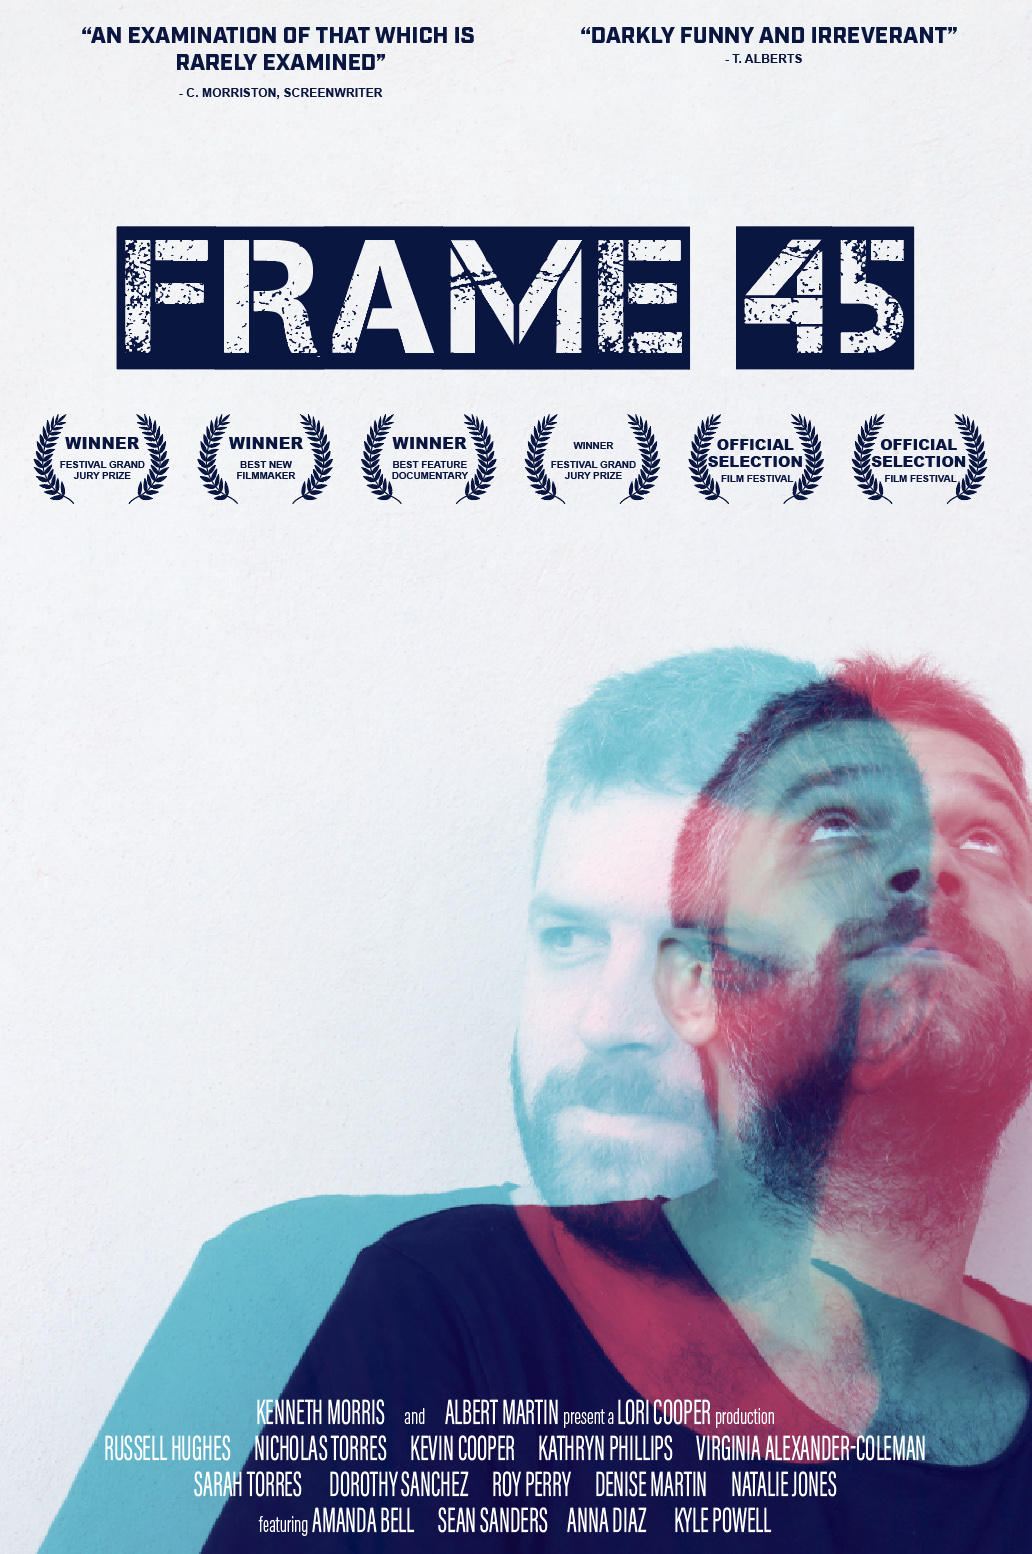 “AN EXAMINATION OF THAT WHICH IS
RARELY EXAMINED”
- C. MORRISTON, SCREENWRITER
“DARKLY FUNNY AND IRREVERANT”
- T. ALBERTS
FRAME 45
WINNER
FESTIVAL GRAND
JURY PRIZE
WINNER
BEST NEW
FILMMAKER
WINNER
BEST FEATURE
DOCUMENTARY
WINNER
FESTIVAL GRAND
JURY PRIZE
OFFICIAL
SELECTION
FILM FESTIVAL
OFFICIAL
SELECTION
FILM FESTIVAL
KENNETH MORRIS and ALBERT MARTIN present a LORI COOPER production
RUSSELL HUGHES NICHOLAS TORRES KEVIN COOPER KATHRYN PHILLIPS VIRGINIA ALEXANDER-COLEMAN
SARAH TORRES DOROTHY SANCHEZ ROY PERRY DENISE MARTIN NATALIE JONES
featuring AMANDA BELL SEAN SANDERS ANNA DIAZ KYLE POWELL